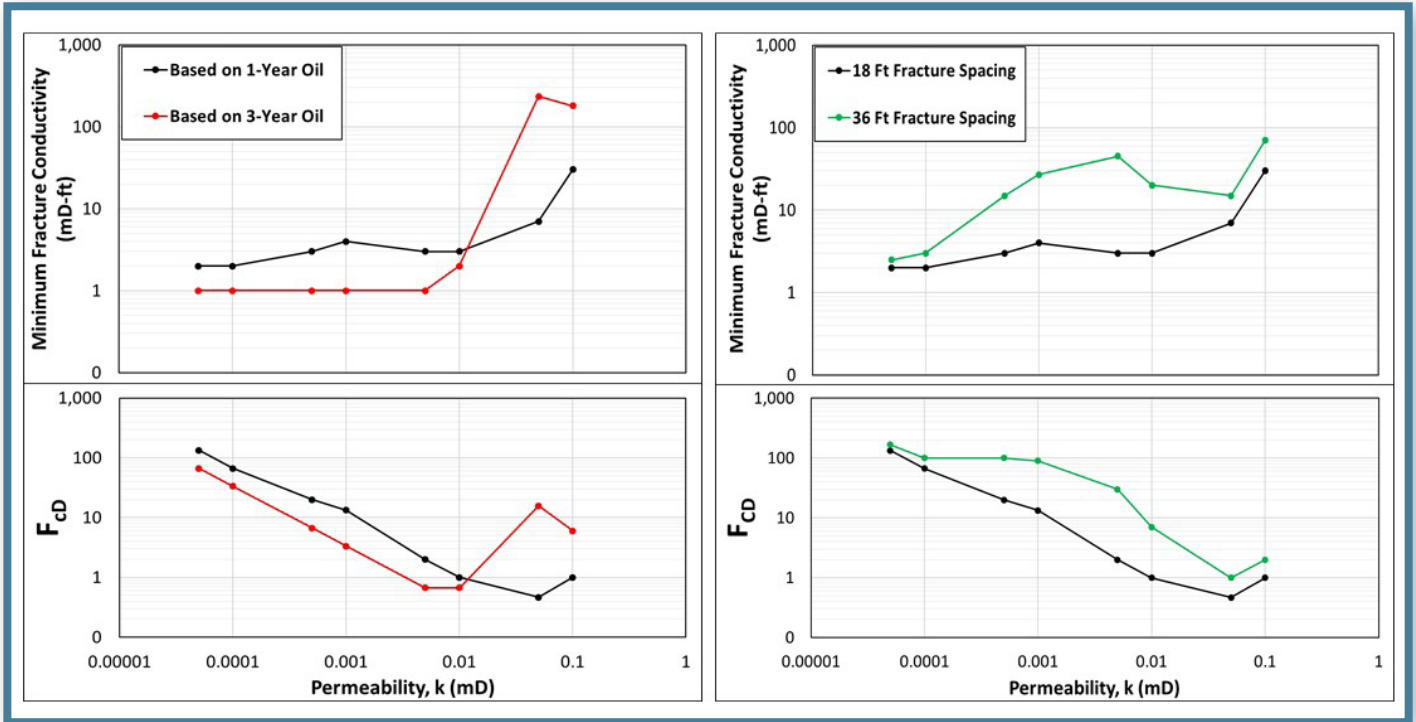 1,000
100
10
1
0
Minimum Fracture Conductivity
(mD-ft)
Based on 1-Year Oil
Based on 3-Year Oil
1,000
100
10
1
0
FcD
0.00001
0.0001
0.001
0.01
0.1
1
Permeability, k (mD)
1,000
100
10
1
0
Minimum Fracture Conductivity
(mD-ft)
18 Ft Fracture Spacing
36 Ft Fracture Spacing
1,000
100
10
1
0
FCD
0.00001
0.0001
0.001
0.01
0.1
1
Permeability, k (mD)